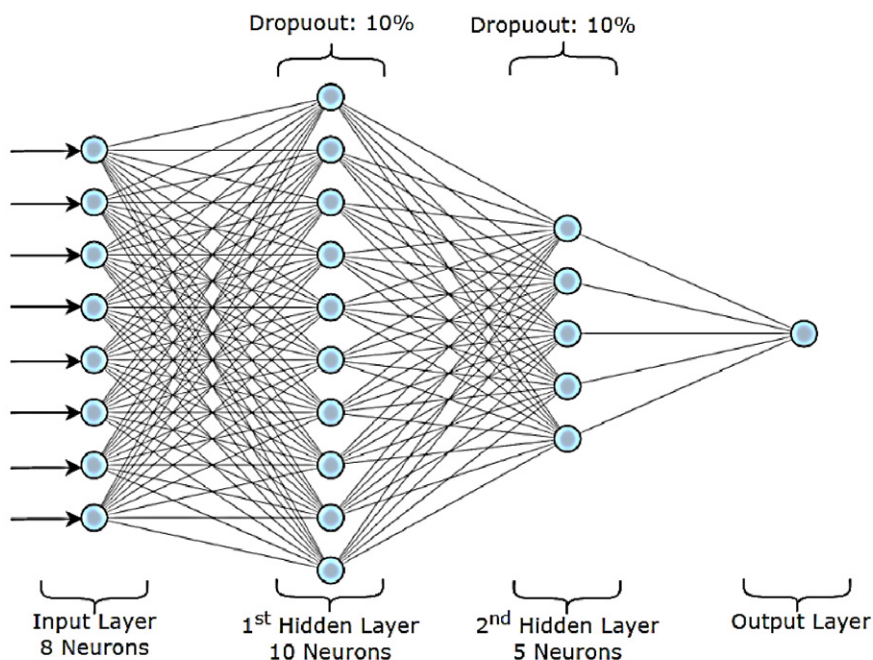 Dropuout: 10%
Dropuout: 10%
Input Layer
8 Neurons
1st Hidden Layer
10 Neurons
2nd Hidden Layer
5 Neurons
Output Layer